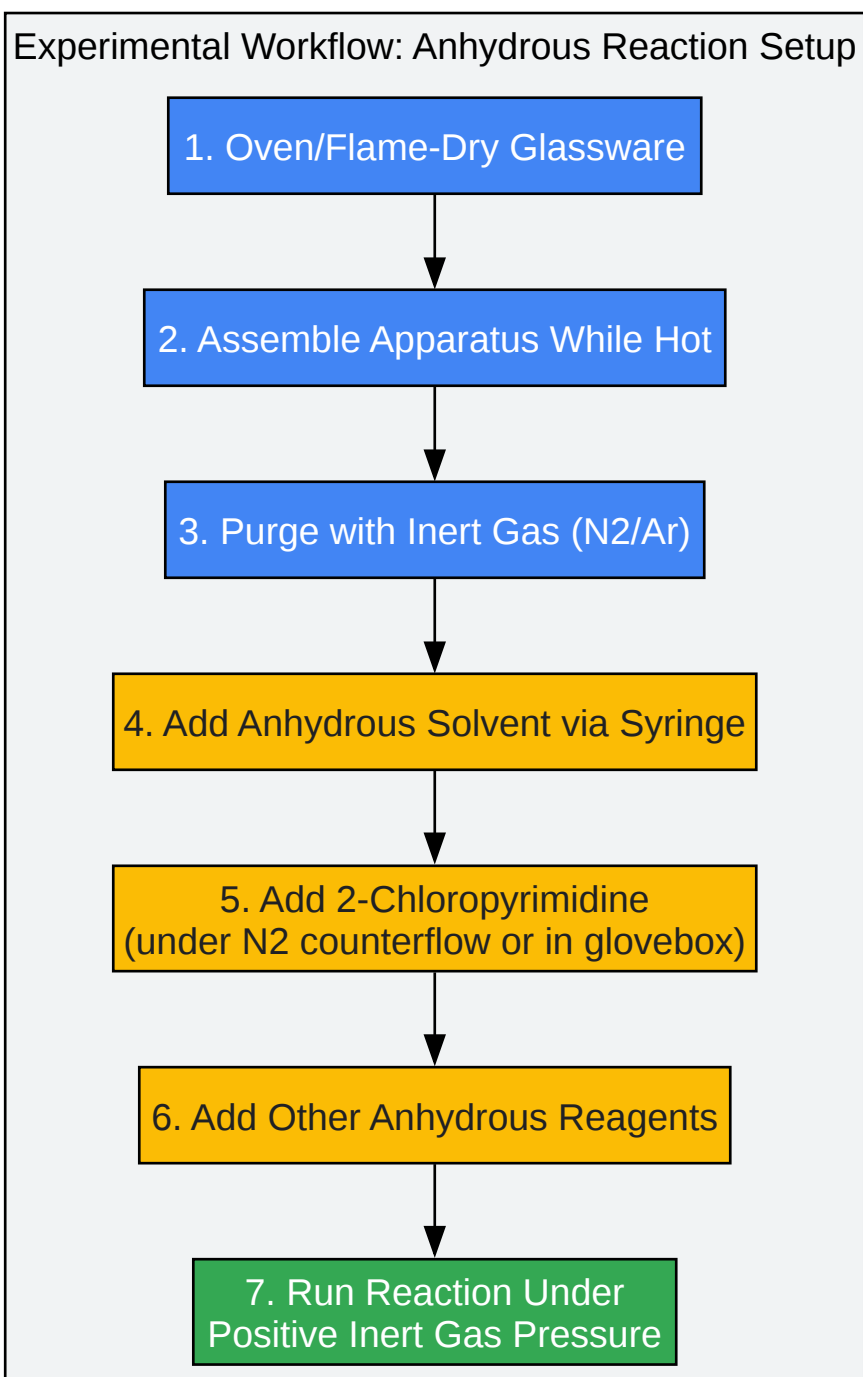 Experimental Workflow: Anhydrous Reaction Setup
1. Oven/Flame-Dry Glassware
2. Assemble Apparatus While Hot
3. Purge with Inert Gas (N2/Ar)
4. Add Anhydrous Solvent via Syringe
5. Add 2-Chloropyrimidine
(under N2 counterflow or in glovebox)
6. Add Other Anhydrous Reagents
7. Run Reaction Under
Positive Inert Gas Pressure